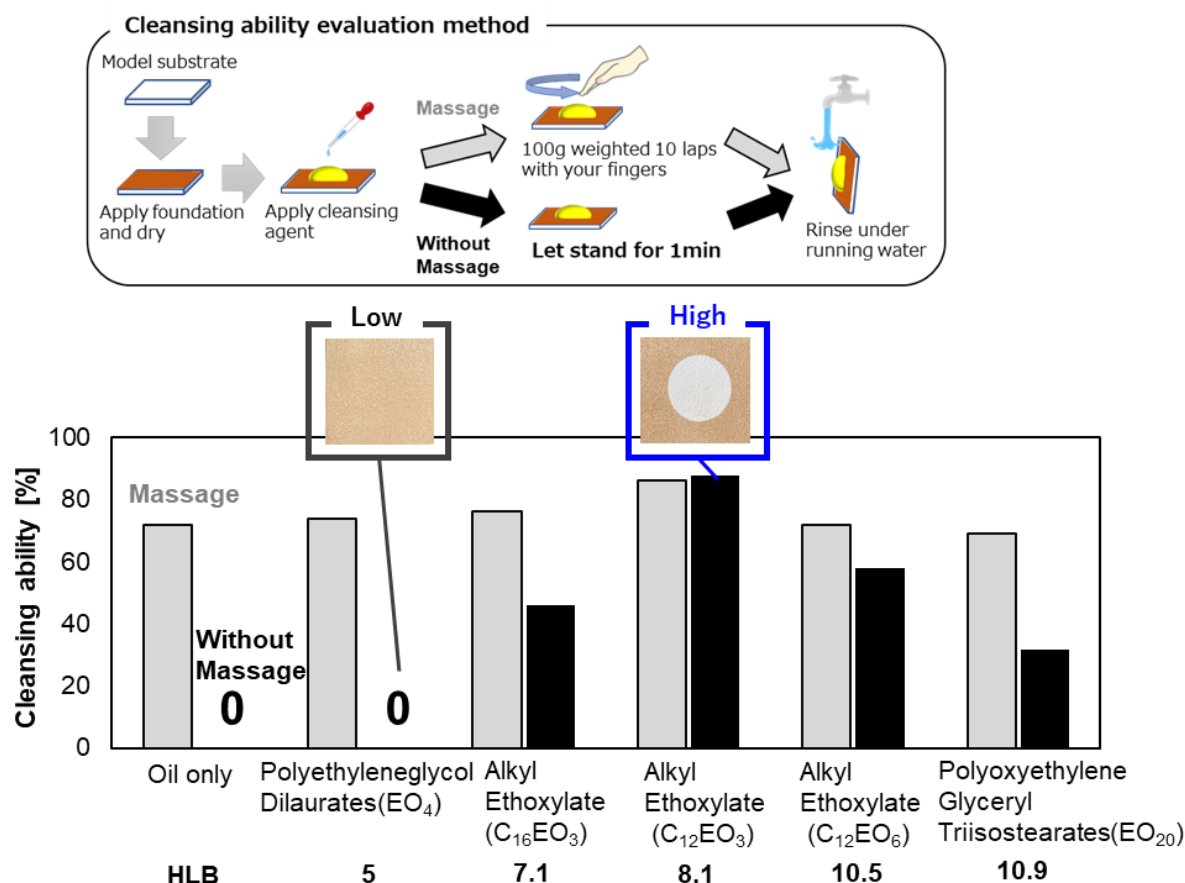 Cleansing ability evaluation method
Model substrate
Apply foundation
and dry
Apply cleansing
agent
Massage
100g weighted 10 laps
with your fingers
Without
Massage
Let stand for 1min
Rinse under
running water
Low
High
Cleansing ability [%]
100
80
60
40
20
0
Massage
Without
Massage
0
0
Oil only
Polyethyleneglycol
Dilaurates(EO₄)
Alkyl
Ethoxylate
(C₁₆EO₃)
Alkyl
Ethoxylate
(C₁₂EO₃)
Alkyl
Ethoxylate
(C₁₂EO₆)
Polyoxyethylene
Glyceryl
Triisostearates(EO₂₀)
HLB 5 7.1 8.1 10.5 10.9